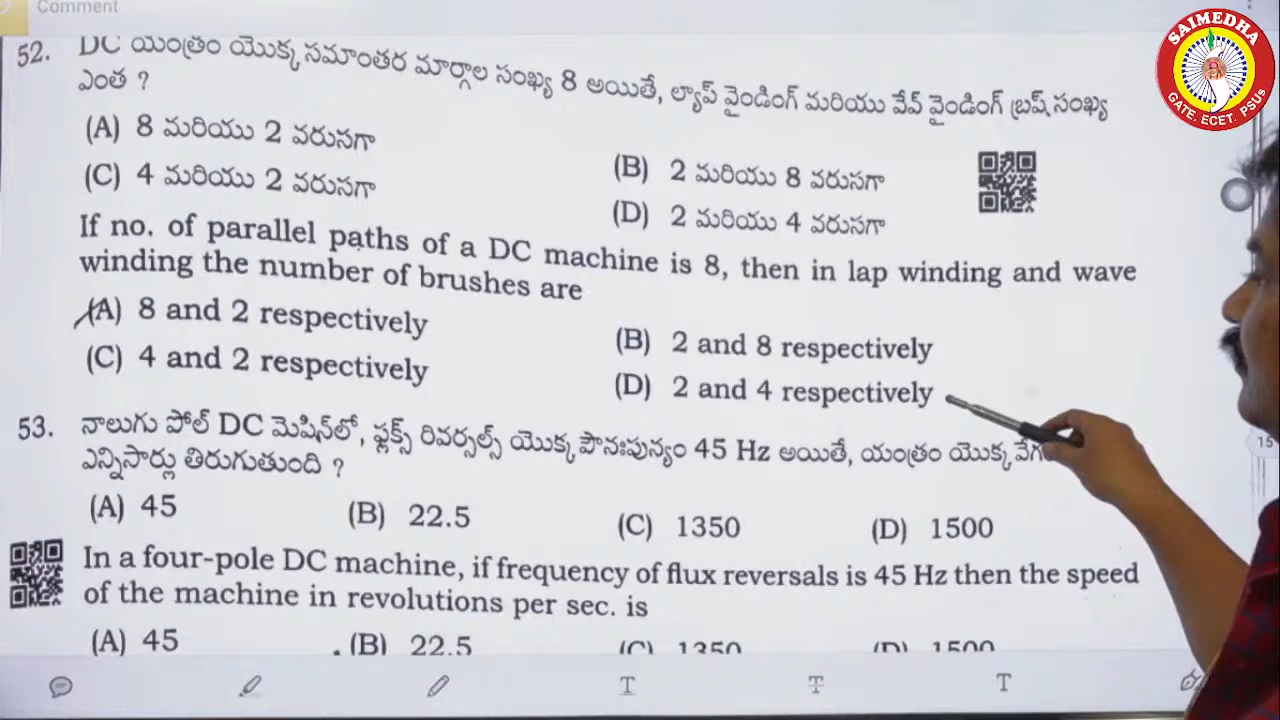 Comment
SAIMEDHA
GATE. ECET. PSUs
52. DC యంత్రం యొక్క సమాంతర మార్గాల సంఖ్య 8 అయితే, ల్యాప్ వైండింగ్ మరియు వేవ్ వైండింగ్ బ్రష్ సంఖ్య
ఎంత ?
(A) 8 మరియు 2 వరుసగా
(B) 2 మరియు 8 వరుసగా
(C) 4 మరియు 2 వరుసగా
(D) 2 మరియు 4 వరుసగా
If no. of parallel paths of a DC machine is 8, then in lap winding and wave
winding the number of brushes are
(A) 8 and 2 respectively
(B) 2 and 8 respectively
(C) 4 and 2 respectively
(D) 2 and 4 respectively
53. నాలుగు పోల్ DC మెషిన్‌లో, ఫ్లక్స్ రివర్సల్స్ యొక్క పౌనఃపున్యం 45 Hz అయితే, యంత్రం యొక్క
ఎన్నిసార్లు తిరుగుతుంది ?
(A) 45 (B) 22.5 (C) 1350 (D) 1500
In a four-pole DC machine, if frequency of flux reversals is 45 Hz then the speed
of the machine in revolutions per sec. is
(A) 45 (B) 22.5 (C) 1350 (D) 1500
15